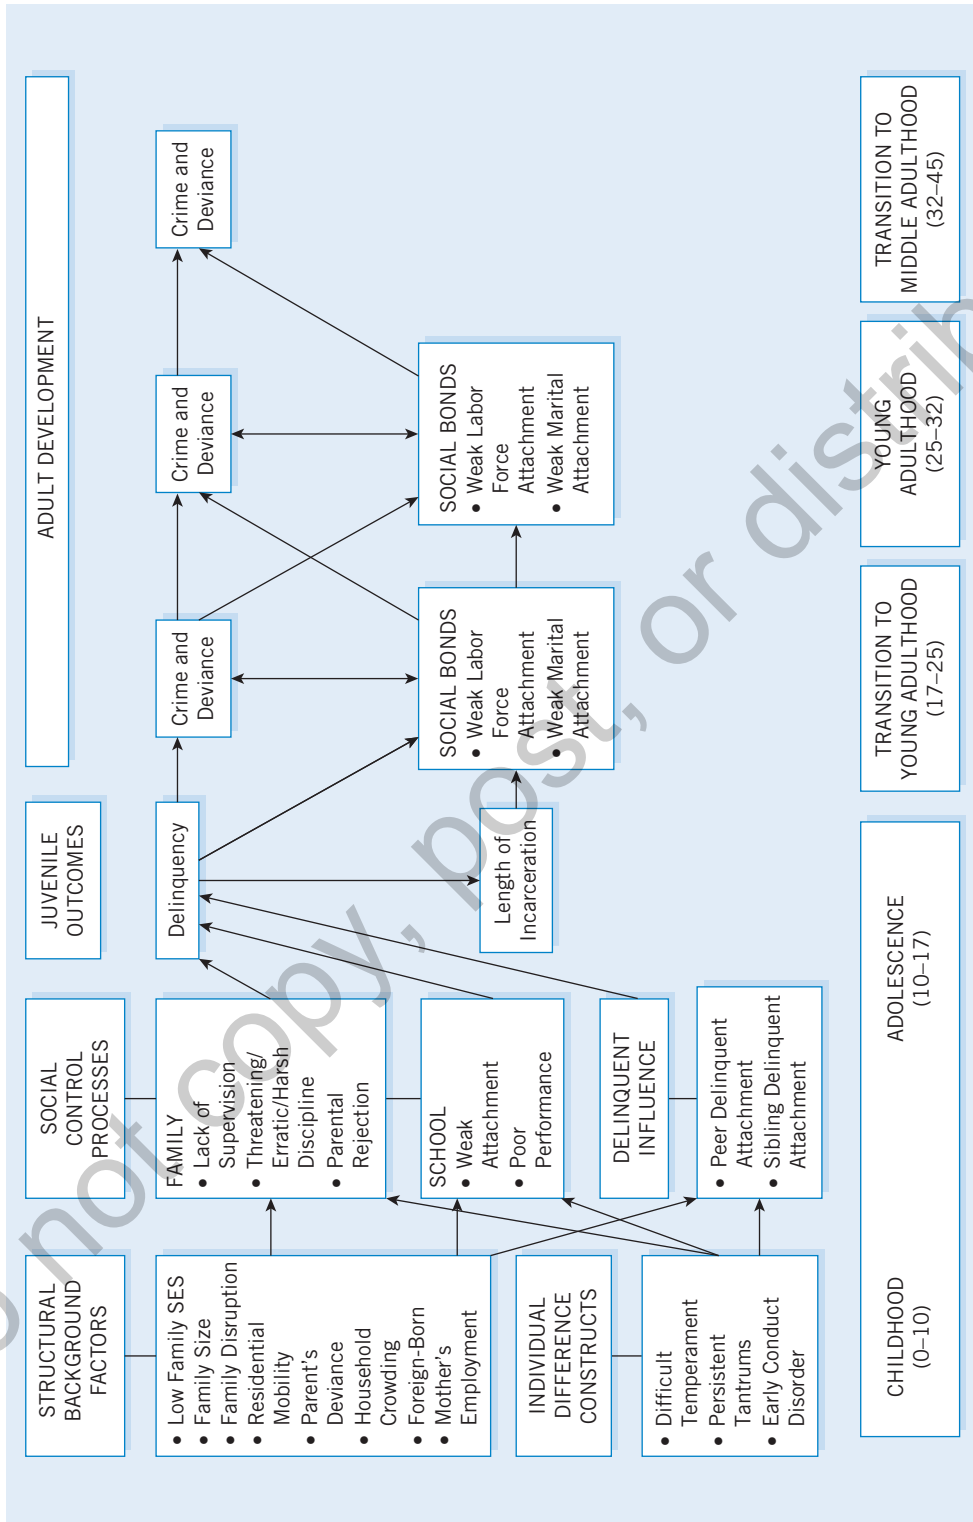 STRUCTURAL
BACKGROUND
FACTORS
• Low Family SES
• Family Size
• Family Disruption
• Residential
Mobility
• Parent's
Deviance
• Household
Crowding
• Foreign-Born
• Mother's
Employment
INDIVIDUAL
DIFFERENCE
CONSTRUCTS
• Difficult
Temperament
• Persistent
Tantrums
• Early Conduct
Disorder
SOCIAL
CONTROL
PROCESSES
FAMILY
• Lack of
Supervision
• Threatening/
Erratic/Harsh
Discipline
• Parental
Rejection
SCHOOL
• Weak
Attachment
• Poor
Performance
DELINQUENT
INFLUENCE
• Peer Delinquent
Attachment
• Sibling Delinquent
Attachment
JUVENILE
OUTCOMES
Delinquency
Length of
Incarceration
ADULT DEVELOPMENT
Crime and
Deviance
Crime and
Deviance
Crime and
Deviance
SOCIAL BONDS
• Weak Labor
Force
Attachment
• Weak Marital
Attachment
SOCIAL BONDS
• Weak Labor
Force
Attachment
• Weak Marital
Attachment
CHILDHOOD
(0–10)
ADOLESCENCE
(10–17)
TRANSITION TO
YOUNG ADULTHOOD
(17–25)
YOUNG
ADULTHOOD
(25–32)
TRANSITION TO
MIDDLE ADULTHOOD
(32–45)
not copy, post, or distrib